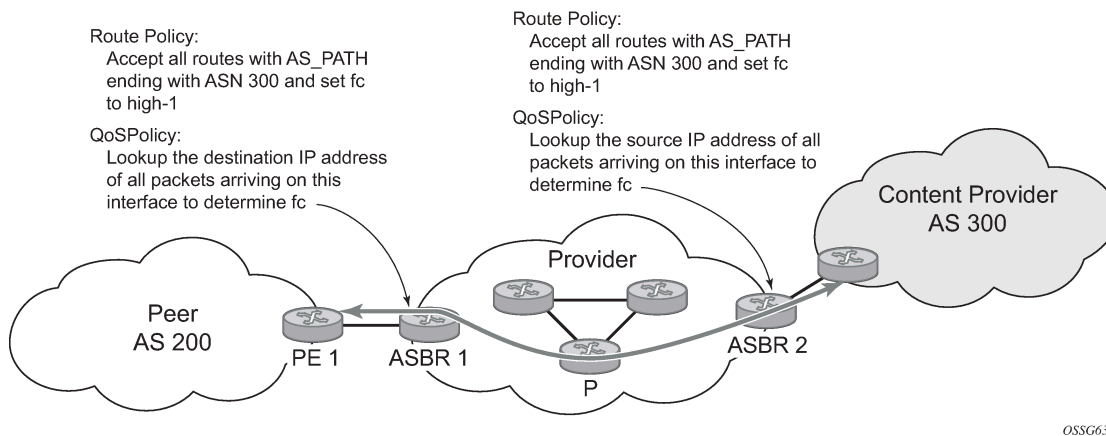 Route Policy:
Accept all routes with AS_PATH
ending with ASN 300 and set fc
to high-1
QoSPolicy:
Lookup the destination IP address
of all packets arriving on this
interface to determine fc
Route Policy:
Accept all routes with AS_PATH
ending with ASN 300 and set fc
to high-1
QoSPolicy:
Lookup the source IP address of all
packets arriving on this interface to
determine fc
Content Provider
AS 300
Provider
Peer
AS 200
PE 1
ASBR 1
P
ASBR 2